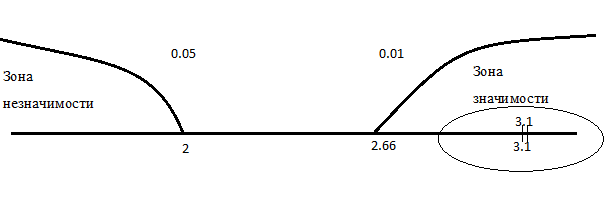 0.05
0.01
Зона
незначимости
Зона
значимости
3.1
2
2.66
3.1